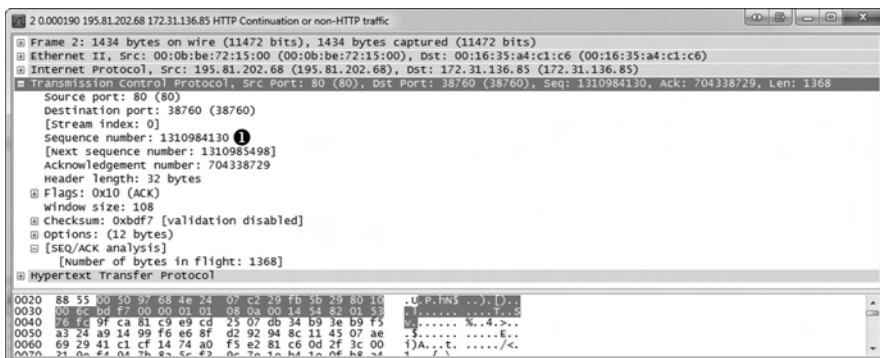 2 0.000190 195.81.202.68 172.31.136.85 HTTP Continuation or non-HTTP traffic
Frame 2: 1434 bytes on wire (11472 bits), 1434 bytes captured (11472 bits)
Ethernet II, Src: 00:0b:be:72:15:00 (00:0b:be:72:15:00), Dst: 00:16:35:a4:c1:c6 (00:16:35:a4:c1:c6)
Internet Protocol, Src: 195.81.202.68 (195.81.202.68), Dst: 172.31.136.85 (172.31.136.85)
Transmission Control Protocol, Src Port: 80 (80), Dst Port: 38760 (38760), Seq: 1310984130, Ack: 704338729, Len: 1368
Source port: 80 (80)
Destination port: 38760 (38760)
[Stream index: 0]
Sequence number: 1310984130 ❶
[Next sequence number: 1310985498]
Acknowledgement number: 704338729
Header length: 32 bytes
Flags: 0x10 (ACK)
Window size: 108
Checksum: 0xbdf7 [validation disabled]
Options: (12 bytes)
[SEQ/ACK analysis]
[Number of bytes in flight: 1368]
Hypertext Transfer Protocol
0020 88 55 00 50 97 68 4e 24 07 c2 29 fb 5b 29 80 10 .U.P.hN$ ..).[)..
0030 00 6c bd f7 00 00 01 01 08 0a 00 14 54 82 01 53 .l...... ....T..S
0040 76 fc 9f ca 81 c9 e9 cd 25 07 db 34 b9 3e b9 f5 v....... %..4.>..
0050 a3 24 a9 14 99 f6 e6 8f d2 92 94 8c 11 45 07 ae .$...... .....E..
0060 69 29 41 c1 cf 14 74 a0 f5 e2 81 c6 0d 2f 3c 00 i)A...t. ...../<.